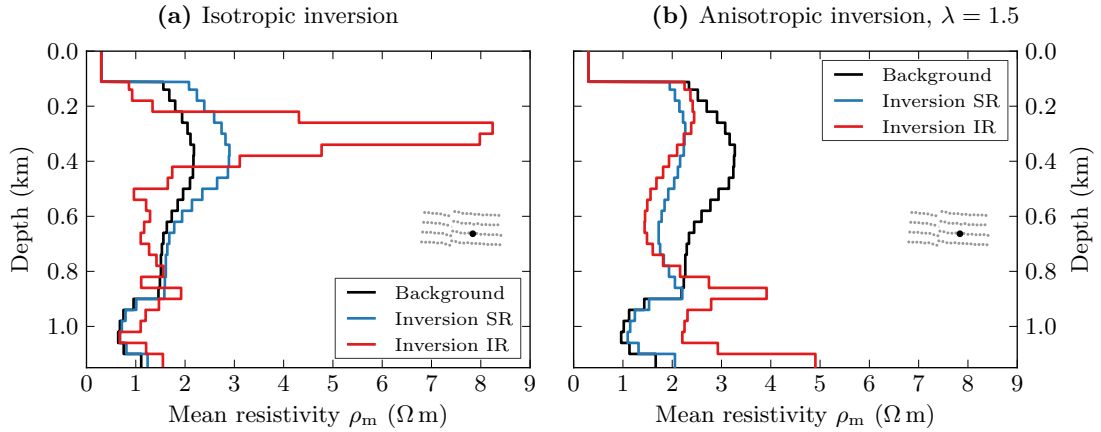 (a) Isotropic inversion
0.0
0.2
0.4
0.6
0.8
1.0
Depth (km)
Background
Inversion SR
Inversion IR
0 1 2 3 4 5 6 7 8 9
Mean resistivity ρm (Ω m)
(b) Anisotropic inversion, λ = 1.5
Background
Inversion SR
Inversion IR
0.0
0.2
0.4
0.6
0.8
1.0
Depth (km)
0 1 2 3 4 5 6 7 8 9
Mean resistivity ρm (Ω m)